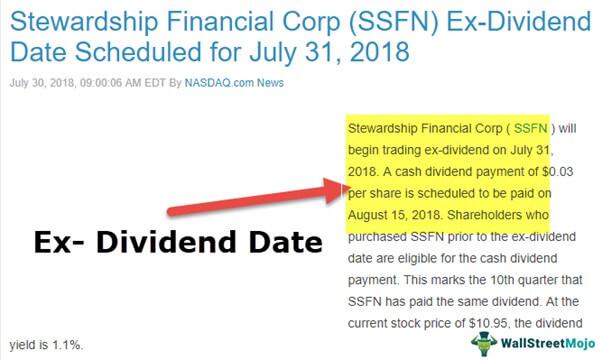 Stewardship Financial Corp (SSFN) Ex-Dividend
Date Scheduled for July 31, 2018
July 30, 2018, 09:00:06 AM EDT By NASDAQ.com News
Stewardship Financial Corp ( SSFN ) will
begin trading ex-dividend on July 31,
2018. A cash dividend payment of $0.03
per share is scheduled to be paid on
August 15, 2018. Shareholders who
purchased SSFN prior to the ex-dividend
date are eligible for the cash dividend
payment. This marks the 10th quarter that
SSFN has paid the same dividend. At the
current stock price of $10.95, the dividend
yield is 1.1%.
Ex- Dividend Date
WallStreetMojo